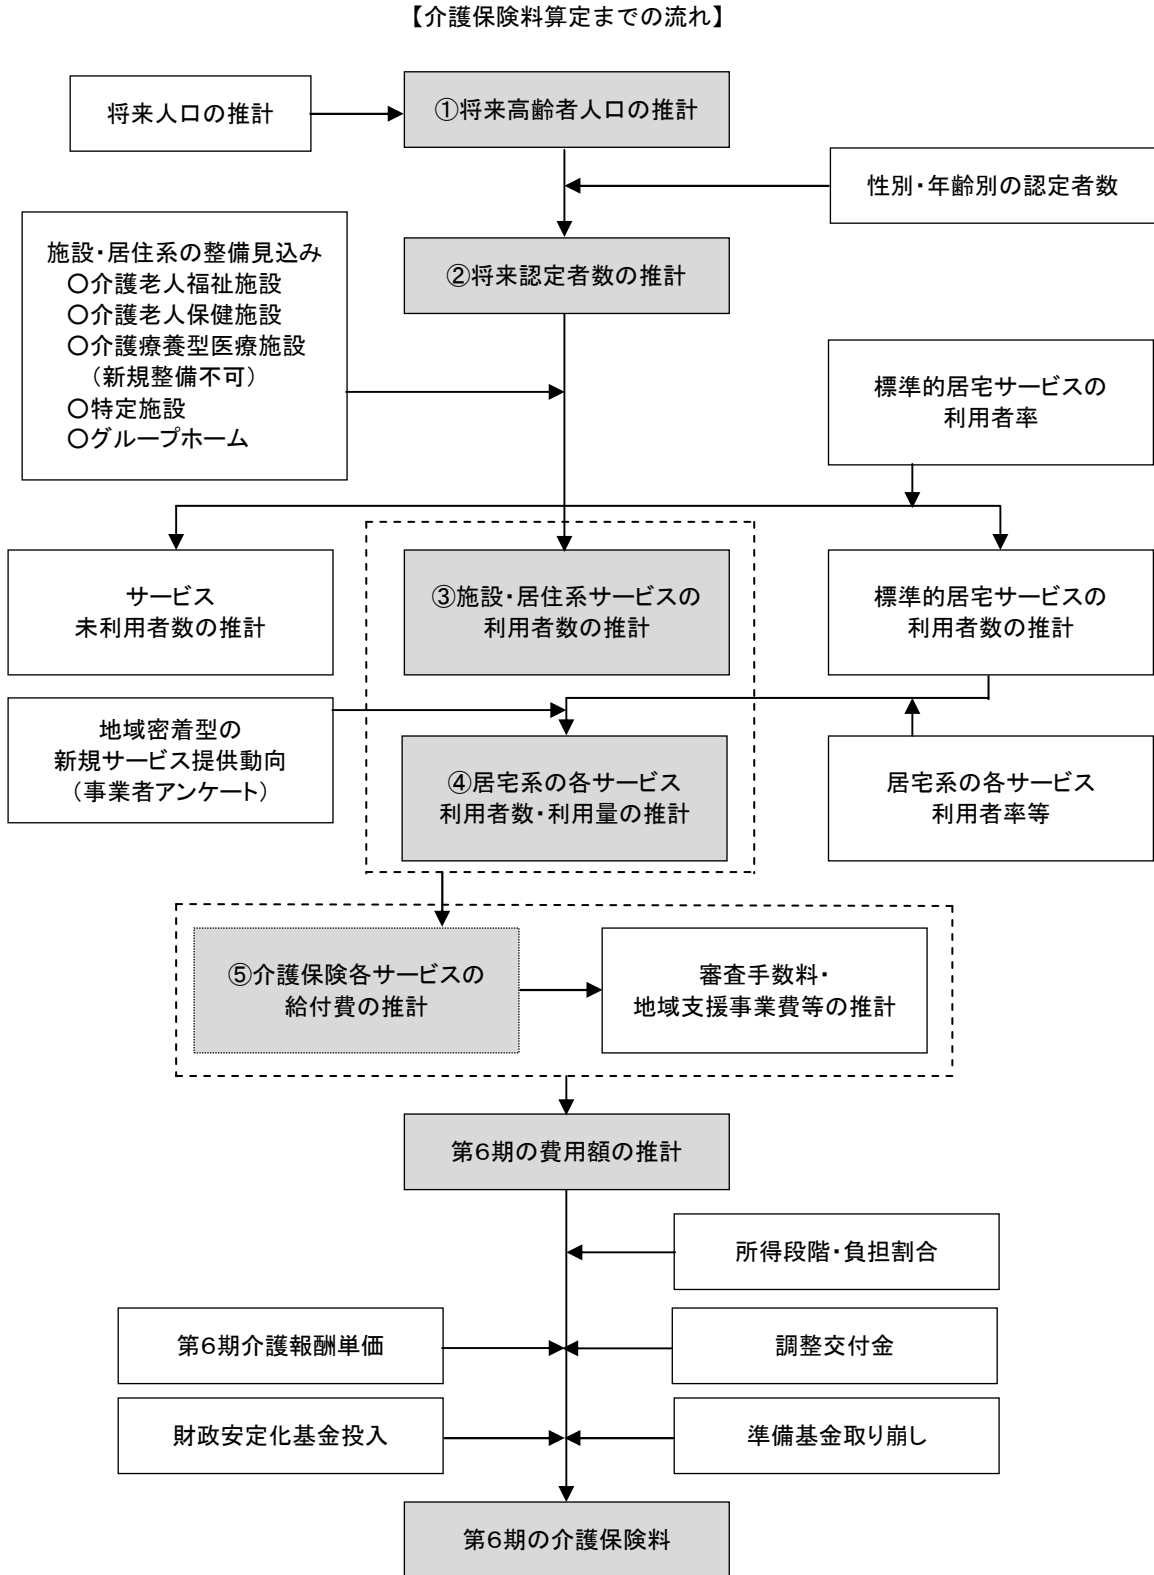 【介護保険料算定までの流れ】
将来人口の推計
①将来高齢者人口の推計
性別・年齢別の認定者数
施設・居住系の整備見込み
〇介護老人福祉施設
〇介護老人保健施設
〇介護療養型医療施設
（新規整備不可）
〇特定施設
〇グループホーム
②将来認定者数の推計
標準的居宅サービスの
利用者率
サービス
未利用者数の推計
③施設・居住系サービスの
利用者数の推計
標準的居宅サービスの
利用者数の推計
地域密着型の
新規サービス提供動向
（事業者アンケート）
④居宅系の各サービス
利用者数・利用量の推計
居宅系の各サービス
利用者率等
⑤介護保険各サービスの
給付費の推計
審査手数料・
地域支援事業費等の推計
第6期の費用額の推計
所得段階・負担割合
第6期介護報酬単価
調整交付金
財政安定化基金投入
準備基金取り崩し
第6期の介護保険料